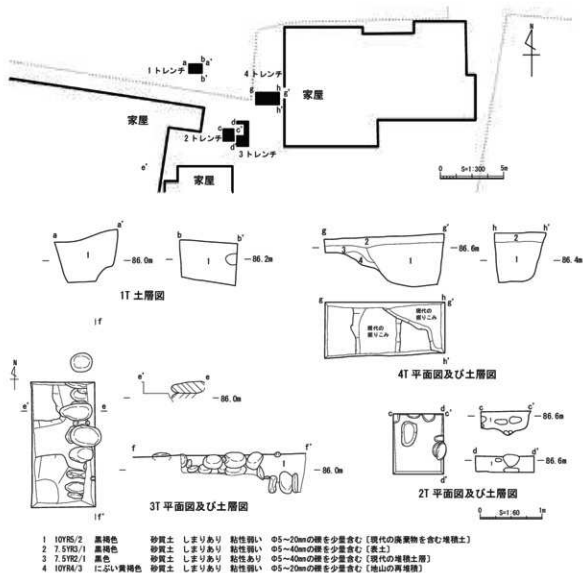 N
a
b
a'
b'
1トレンチ
4トレンチ
g
h
g'
h'
家屋
家屋
d
c
c'
d'
e'
2トレンチ
3トレンチ
家屋
0 S=1:300 5m
a
a'
1
86.0m
b
b'
1
86.2m
1T 土層図
g
g'
2
3
4
1
86.6m
h
h'
2
1
86.4m
g
h
g'
h'
現代の
掘りこみ
現代の
掘りこみ
4T 平面図及び土層図
f
N
e'
e
f'
e'
e
86.0m
f
f'
1
86.0m
3T 平面図及び土層図
c
d
c'
d'
c
c'
1
86.6m
d
d'
1
86.6m
2T 平面図及び土層図
0 S=1:60 1m
1 10YR5/2 黒褐色 砂質土 しまりあり 粘性弱い Φ5～20mmの礫を少量含む［現代の廃棄物を含む堆積土］
2 7.5YR3/1 黒褐色 砂質土 しまりあり 粘性弱い Φ5～40mmの礫を少量含む［表土］
3 7.5YR2/1 黒色 砂質土 しまりあり 粘性あり Φ5～20mmの礫を少量含む［現代の堆積土層］
4 10YR4/3 にぶい黄褐色 砂質土 しまりあり 粘性弱い Φ5～20mmの礫を少量含む［地山の再堆積］